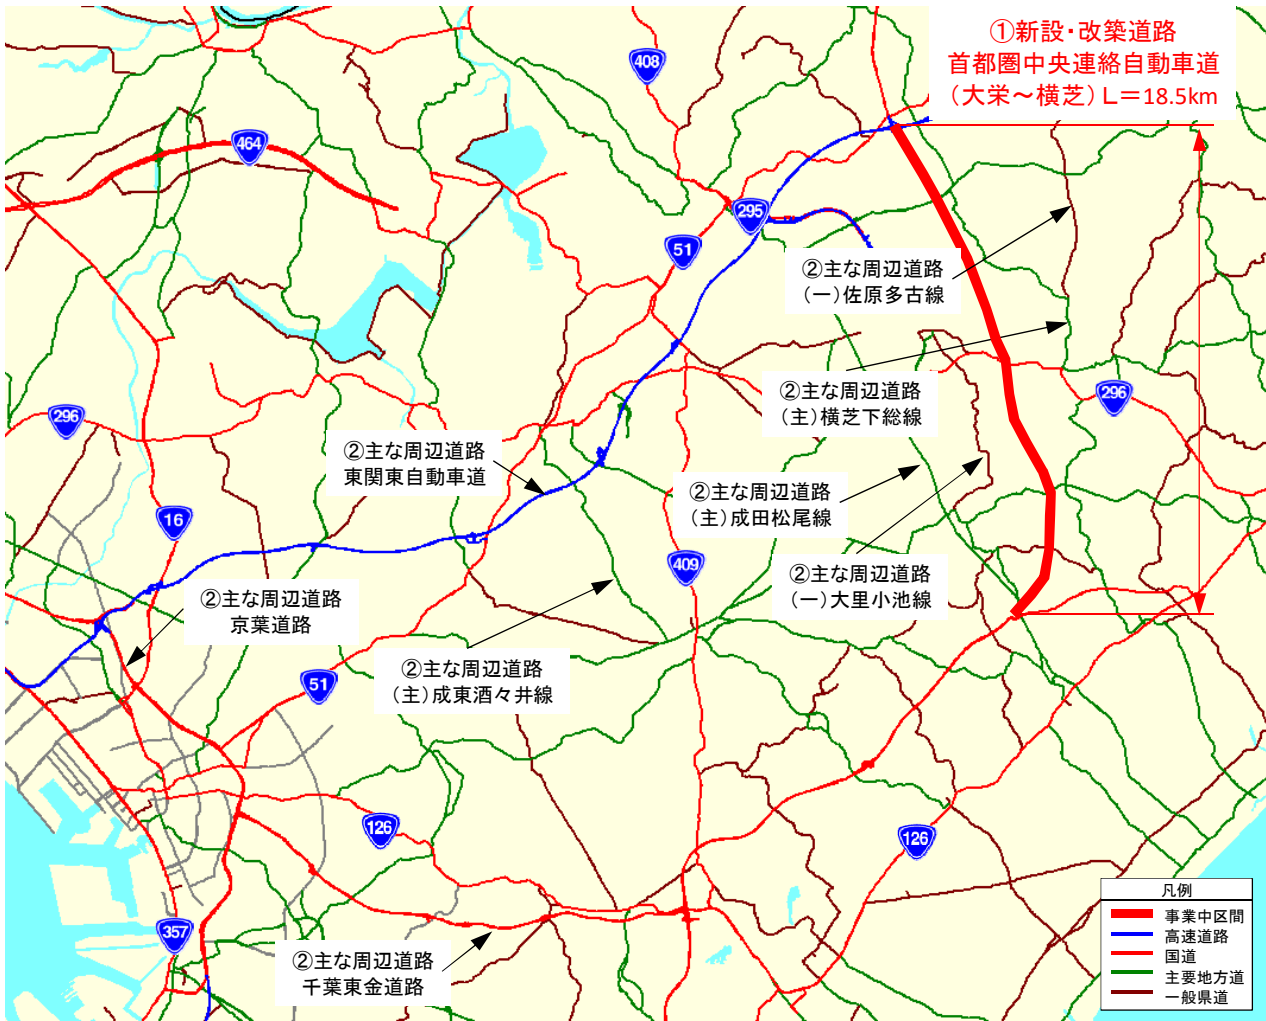 ①新設・改築道路
首都圏中央連絡自動車道
(大栄～横芝) L=18.5km
408
464
295
51
②主な周辺道路
(一)佐原多古線
②主な周辺道路
(主)横芝下総線
296
296
②主な周辺道路
東関東自動車道
②主な周辺道路
(主)成田松尾線
16
409
②主な周辺道路
(一)大里小池線
②主な周辺道路
京葉道路
②主な周辺道路
(主)成東酒々井線
51
126
126
357
②主な周辺道路
千葉東金道路
凡例
事業中区間
高速道路
国道
主要地方道
一般県道